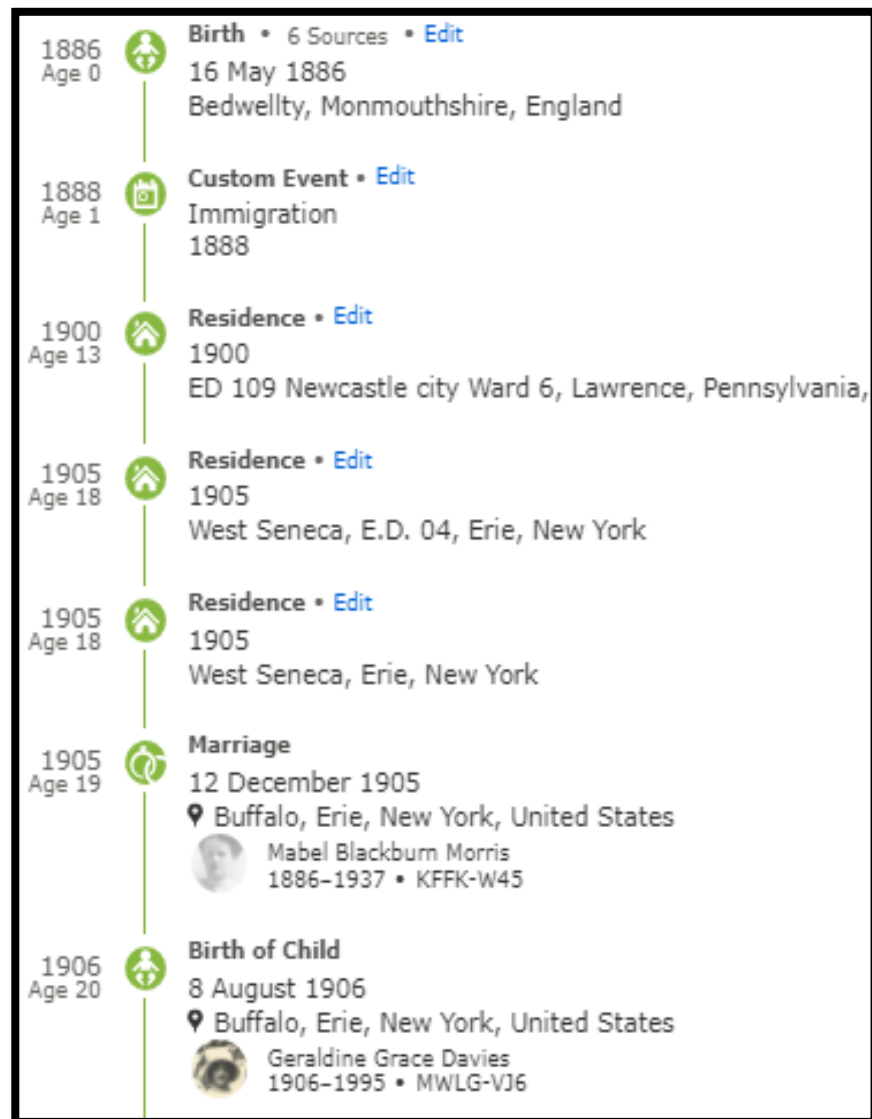 1886
Age 0
Birth • 6 Sources • Edit
16 May 1886
Bedwellty, Monmouthshire, England
1888
Age 1
Custom Event • Edit
Immigration
1888
1900
Age 13
Residence • Edit
1900
ED 109 Newcastle city Ward 6, Lawrence, Pennsylvania,
1905
Age 18
Residence • Edit
1905
West Seneca, E.D. 04, Erie, New York
1905
Age 18
Residence • Edit
1905
West Seneca, Erie, New York
1905
Age 19
Marriage
12 December 1905
Buffalo, Erie, New York, United States
Mabel Blackburn Morris
1886–1937 • KFFK-W45
1906
Age 20
Birth of Child
8 August 1906
Buffalo, Erie, New York, United States
Geraldine Grace Davies
1906–1995 • MWLG-VJ6